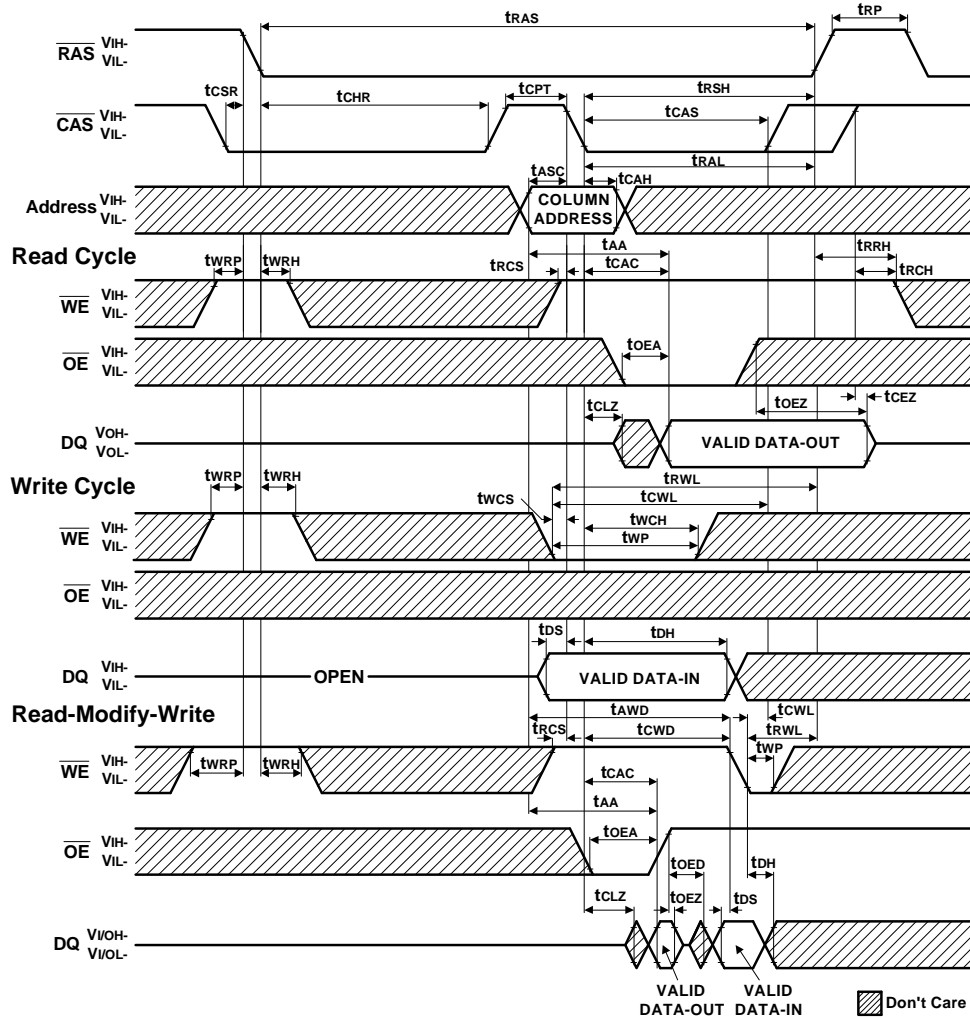 tRAS
tRP
RAS VIH-
VIL-
tCSR
tCHR
tCPT
tRSH
CAS VIH-
VIL-
tCAS
tRAL
tASC
tCAH
Address VIH-
VIL-
COLUMN
ADDRESS
Read Cycle
tAA
tRRH
tWRP
tWRH
tRCS
tCAC
tRCH
WE VIH-
VIL-
OE VIH-
VIL-
tOEA
tCEZ
tOEZ
tCLZ
DQ VOH-
VOL-
VALID DATA-OUT
Write Cycle
tWRP
tWRH
tRWL
tCWL
tWCS
tWCH
tWP
WE VIH-
VIL-
OE VIH-
VIL-
tDS
tDH
DQ VIH-
VIL-
OPEN
VALID DATA-IN
Read-Modify-Write
tAWD
tCWL
tRCS
tCWD
tRWL
tWP
WE VIH-
VIL-
tWRP
tWRH
tCAC
tAA
OE VIH-
VIL-
tOEA
tOED
tDH
tCLZ
tOEZ
tDS
DQ VI/OH-
VI/OL-
VALID
DATA-OUT
VALID
DATA-IN
Don't Care